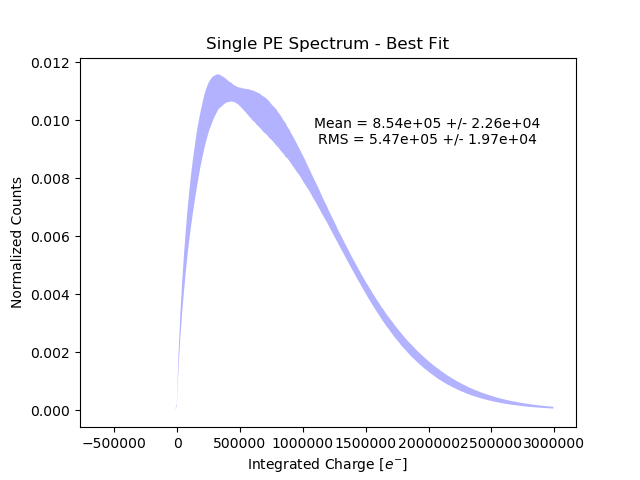 Single PE Spectrum - Best Fit
0.012
0.010
0.008
0.006
0.004
0.002
0.000
Normalized Counts
Mean = 8.54e+05 +/- 2.26e+04
RMS = 5.47e+05 +/- 1.97e+04
−500000 0 500000 1000000 1500000 2000000 2500000 3000000
Integrated Charge [e⁻]